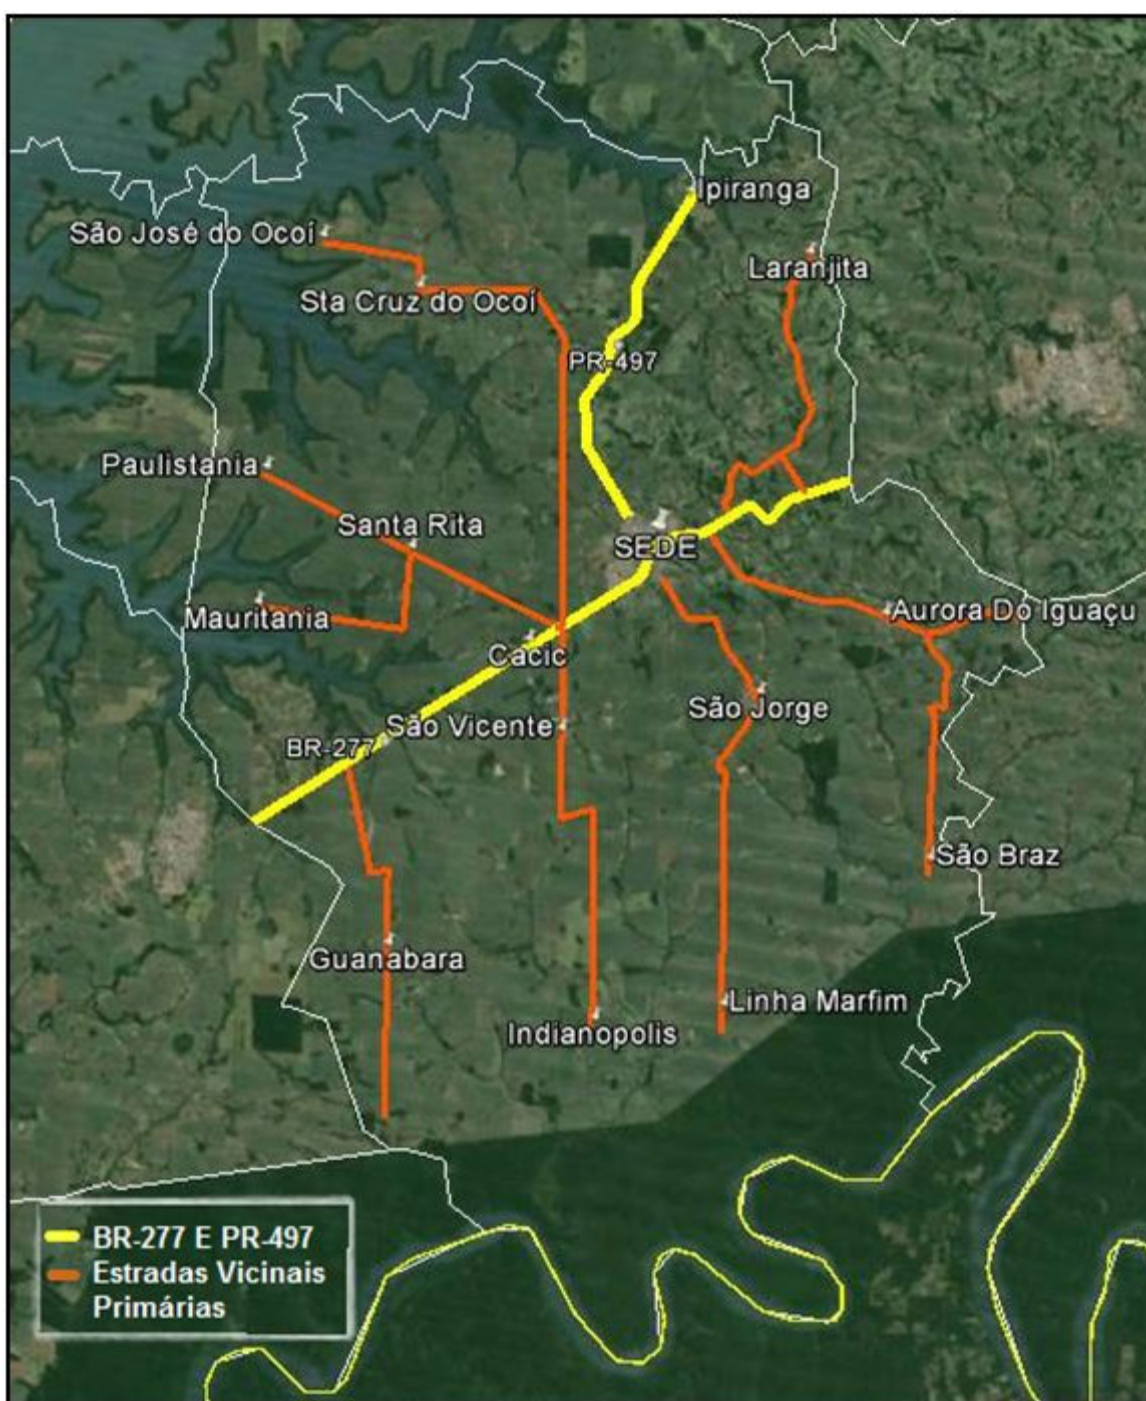 Ipiranga
São José do Ocoí
Laranjita
Sta Cruz do Ocoí
PR-497
Paulistania
Santa Rita
SEDE
Mauritania
Aurora Do Iguaçu
Cacic
São Jorge
São Vicente
BR-277
São Braz
Guanabara
Linha Marfim
Indianopolis
BR-277 E PR-497
Estradas Vicinais
Primárias